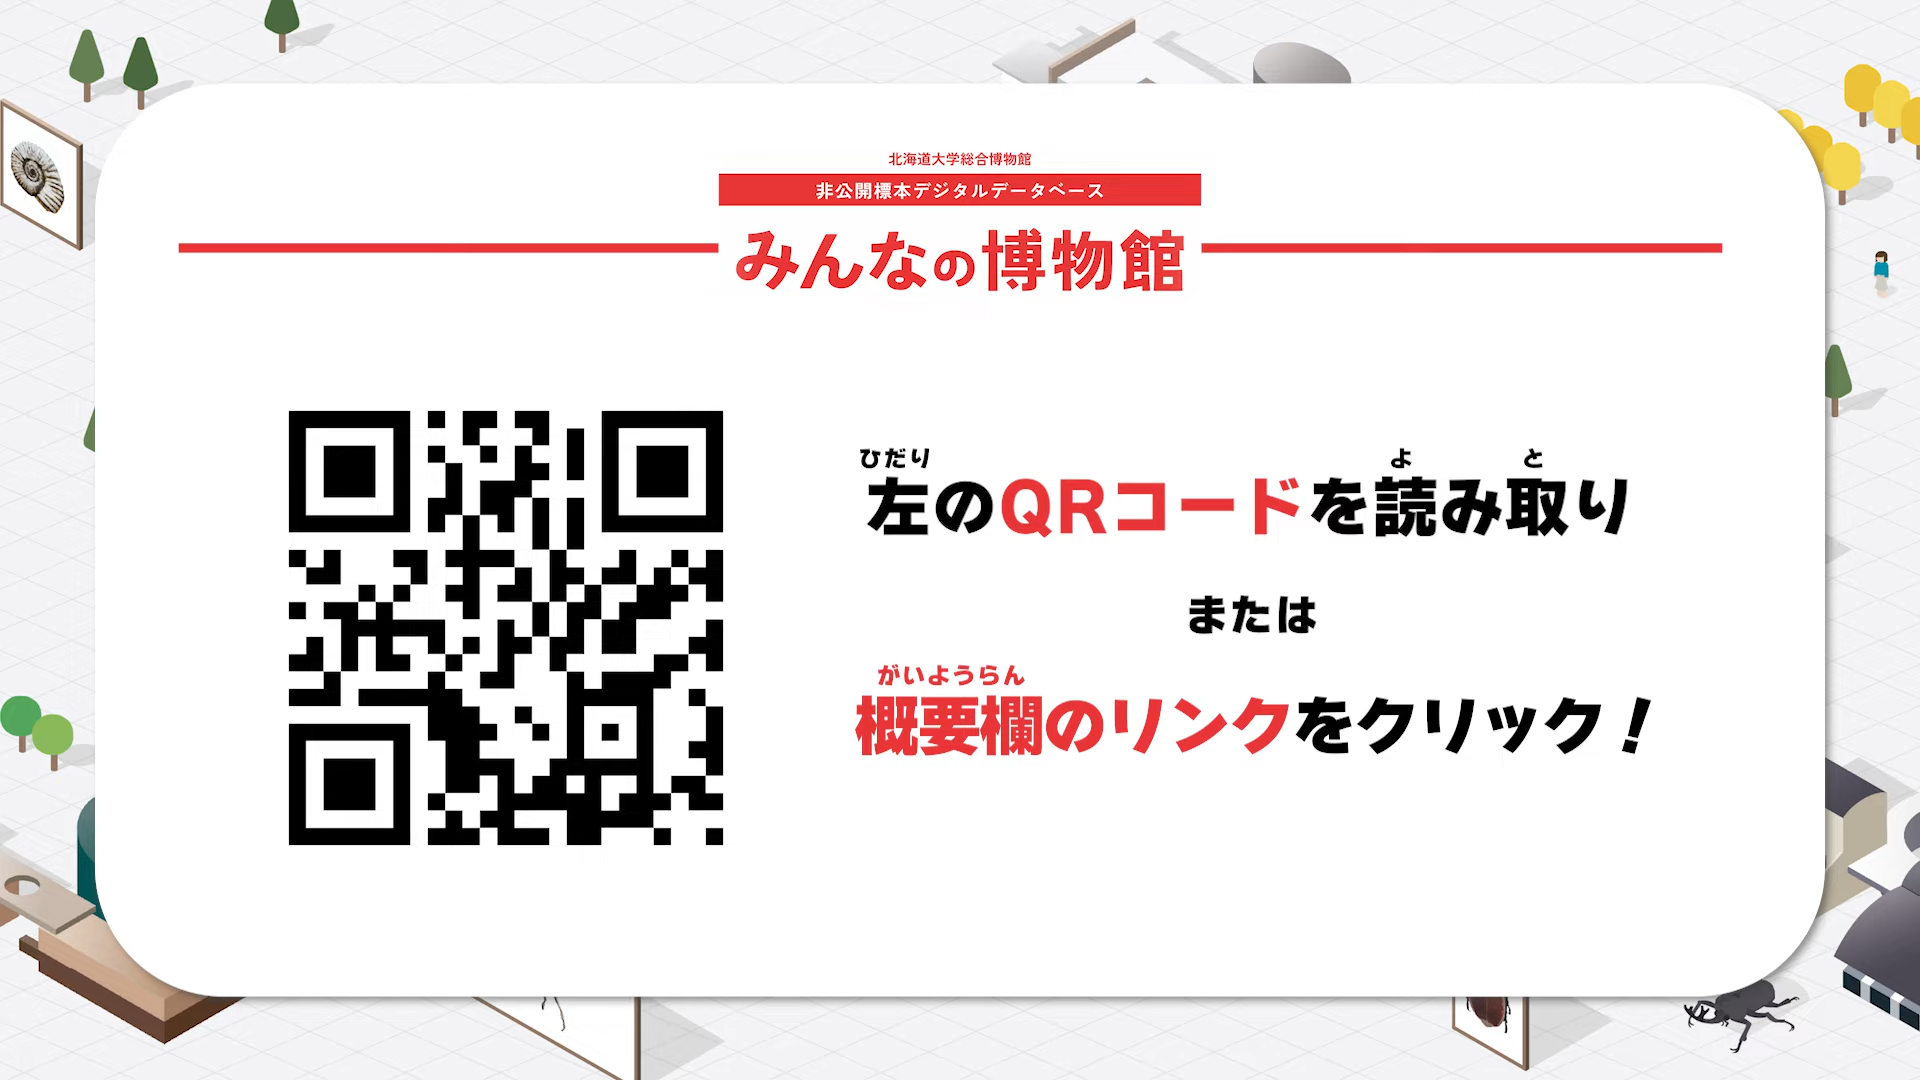 北海道大学総合博物館
非公開標本デジタルデータベース
みんなの博物館
ひだり よ と
左のQRコードを読み取り
または
がいようらん
概要欄のリンクをクリック！